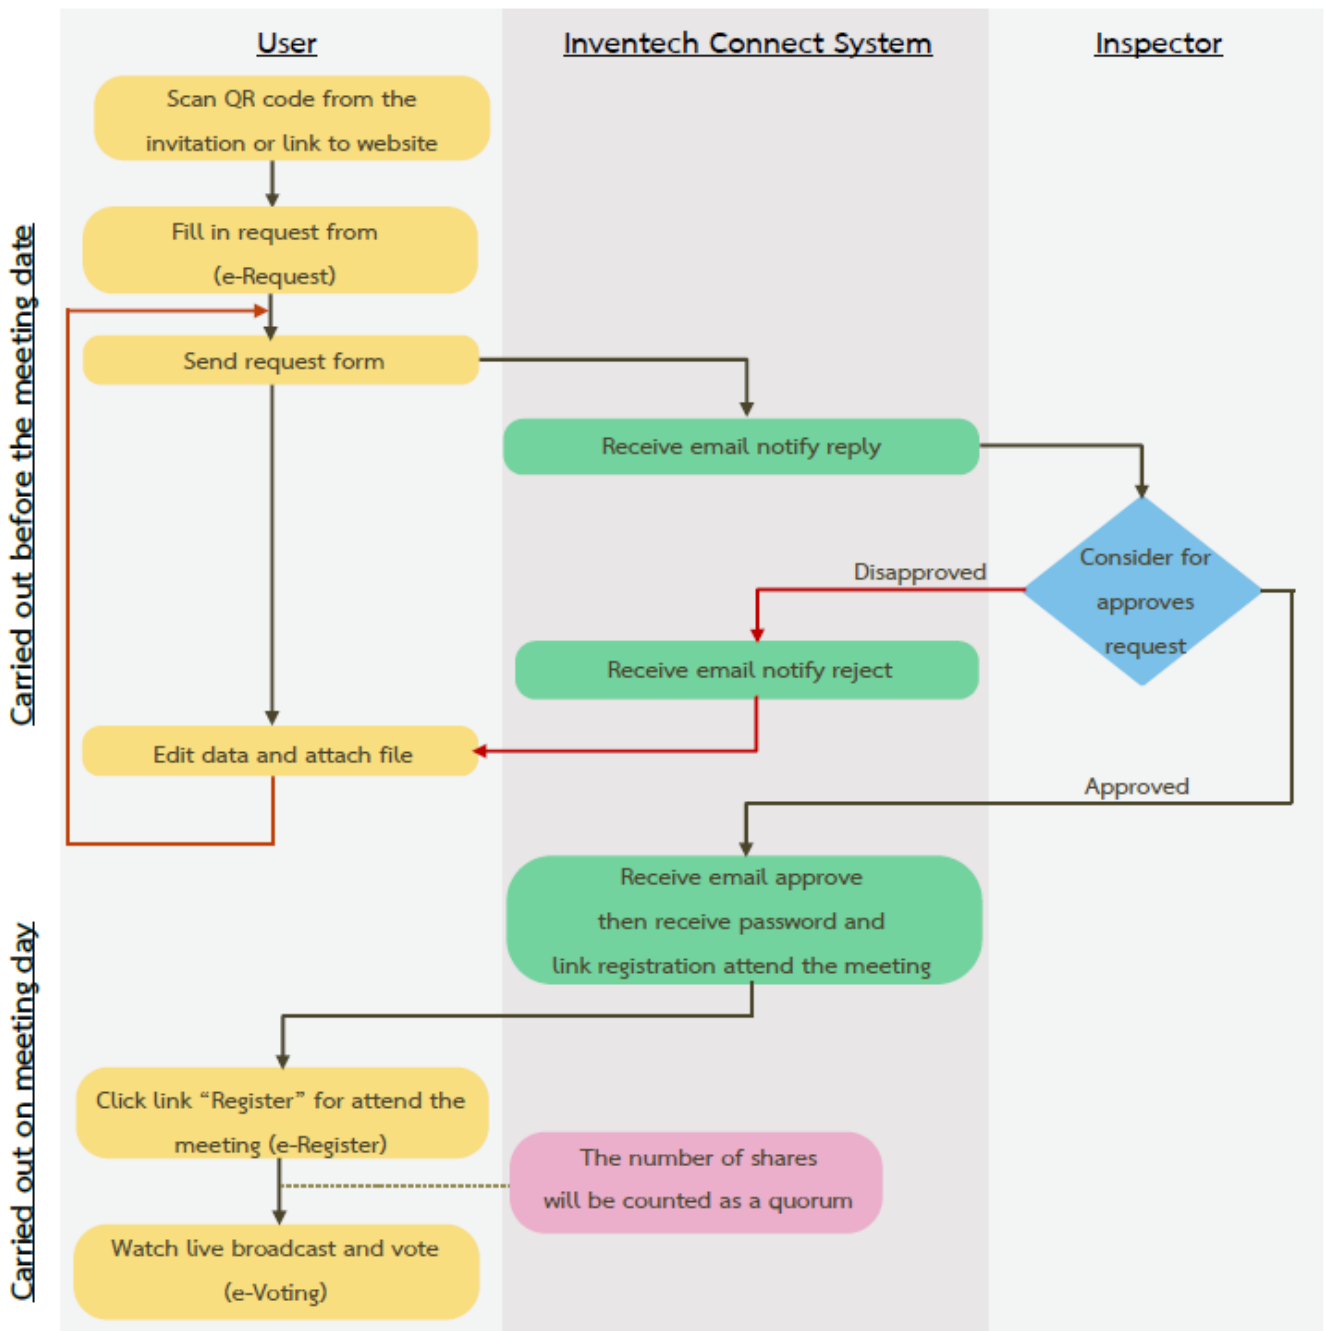 User
Inventech Connect System
Inspector
Carried out before the meeting date
Scan QR code from the
invitation or link to website
Fill in request from
(e-Request)
Send request form
Receive email notify reply
Consider for
approves
request
Disapproved
Receive email notify reject
Edit data and attach file
Approved
Receive email approve
then receive password and
link registration attend the meeting
Carried out on meeting day
Click link “Register” for attend the
meeting (e-Register)
The number of shares
will be counted as a quorum
Watch live broadcast and vote
(e-Voting)